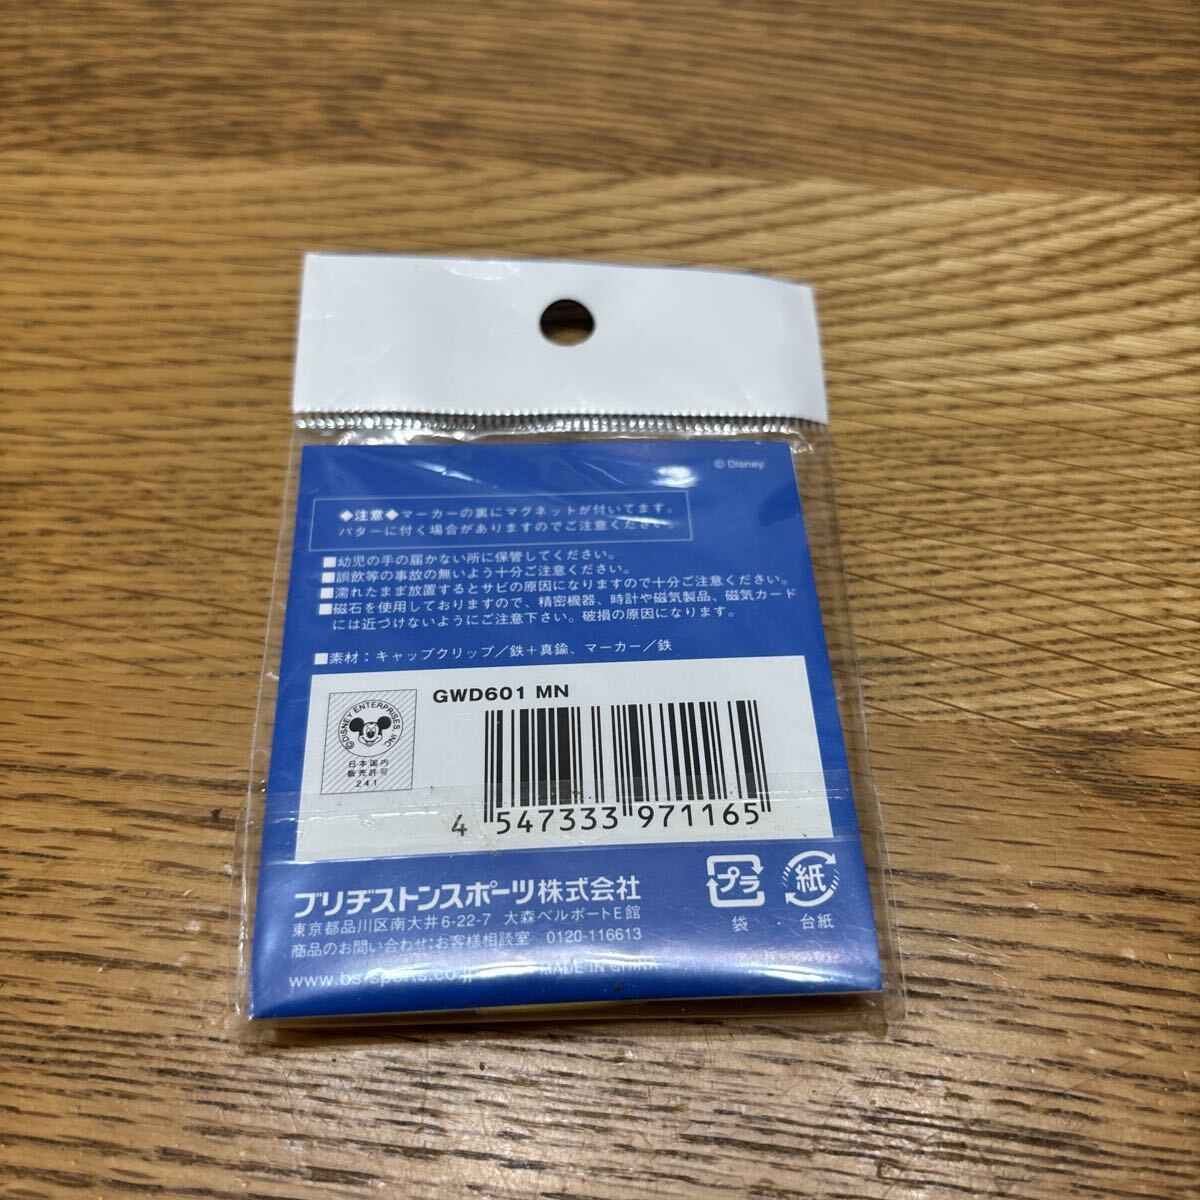 © Disney
◆注意◆マーカーの裏にマグネットが付いてます。
パターに付く場合がありますのでご注意ください。
■幼児の手の届かない所に保管してください。
■誤飲等の事故の無いよう十分ご注意ください。
■濡れたまま放置するとサビの原因になりますので十分ご注意ください。
■磁石を使用しておりますので、精密機器、時計や磁気製品、磁気カード
には近づけないようにご注意下さい。破損の原因になります。
■素材：キャップクリップ／鉄＋真鍮、マーカー／鉄
GWD601 MN
©DISNEY ENTERPRISES, INC
日本国内
販売許可
241
4 547333 971165
ブリヂストンスポーツ株式会社
東京都品川区南大井6-22-7 大森ベルポートE館
商品のお問い合わせ：お客様相談室 0120-116613
www.bs-sports.co.jp MADE IN CHINA
プラ
袋
紙
台紙